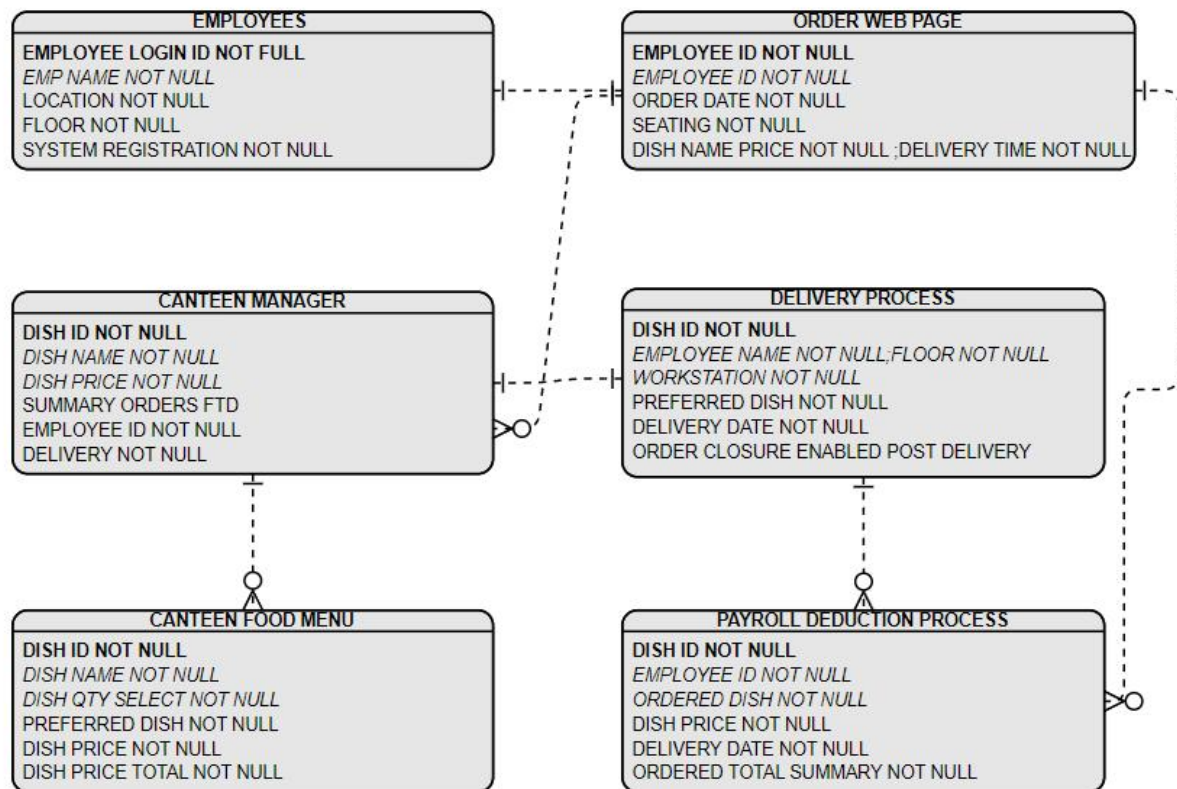 EMPLOYEES
EMPLOYEE LOGIN ID NOT FULL
EMP NAME NOT NULL
LOCATION NOT NULL
FLOOR NOT NULL
SYSTEM REGISTRATION NOT NULL
ORDER WEB PAGE
EMPLOYEE ID NOT NULL
EMPLOYEE ID NOT NULL
ORDER DATE NOT NULL
SEATING NOT NULL
DISH NAME PRICE NOT NULL ;DELIVERY TIME NOT NULL
CANTEEN MANAGER
DISH ID NOT NULL
DISH NAME NOT NULL
DISH PRICE NOT NULL
SUMMARY ORDERS FTD
EMPLOYEE ID NOT NULL
DELIVERY NOT NULL
DELIVERY PROCESS
DISH ID NOT NULL
EMPLOYEE NAME NOT NULL;FLOOR NOT NULL
WORKSTATION NOT NULL
PREFERRED DISH NOT NULL
DELIVERY DATE NOT NULL
ORDER CLOSURE ENABLED POST DELIVERY
CANTEEN FOOD MENU
DISH ID NOT NULL
DISH NAME NOT NULL
DISH QTY SELECT NOT NULL
PREFERRED DISH NOT NULL
DISH PRICE NOT NULL
DISH PRICE TOTAL NOT NULL
PAYROLL DEDUCTION PROCESS
DISH ID NOT NULL
EMPLOYEE ID NOT NULL
ORDERED DISH NOT NULL
DISH PRICE NOT NULL
DELIVERY DATE NOT NULL
ORDERED TOTAL SUMMARY NOT NULL